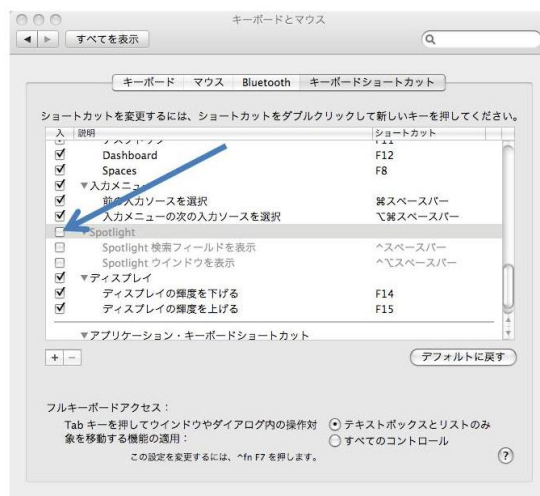 キーボードとマウス
すべてを表示
キーボード マウス Bluetooth キーボードショートカット
ショートカットを変更するには、ショートカットをダブルクリックして新しいキーを押してください。
入 説明 ショートカット
Dashboard F12
Spaces F8
▼入力メニュー
前の入力ソースを選択 ⌘スペースバー
入力メニューの次の入力ソースを選択 ⌥⌘スペースバー
▼Spotlight
Spotlight 検索フィールドを表示 ^スペースバー
Spotlight ウインドウを表示 ^⌥スペースバー
▼ディスプレイ
ディスプレイの輝度を下げる F14
ディスプレイの輝度を上げる F15
▼アプリケーション・キーボードショートカット
+ − デフォルトに戻す
フルキーボードアクセス：
Tab キーを押してウインドウやダイアログ内の操作対 テキストボックスとリストのみ
象を移動する機能の適用： すべてのコントロール
この設定を変更するには、^fn F7 を押します。 ?